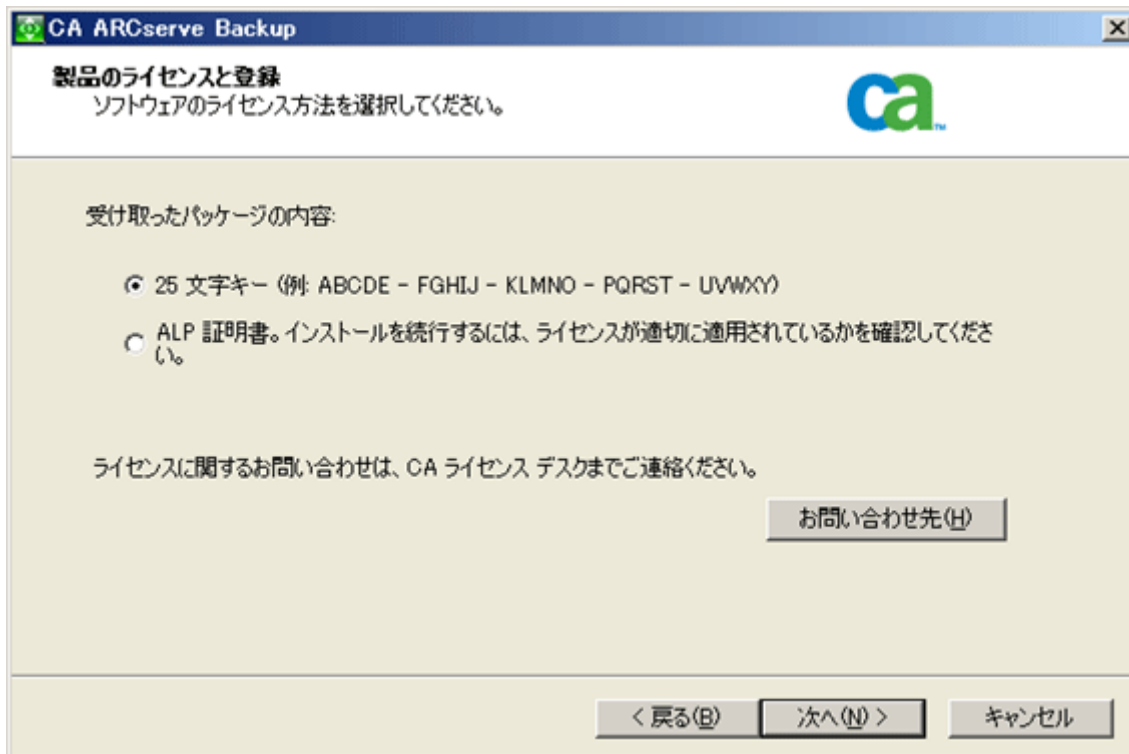 CA ARCserve Backup
製品のライセンスと登録
ソフトウェアのライセンス方法を選択してください。
ca™
受け取ったパッケージの内容:
25 文字キー (例: ABCDE - FGHIJ - KLMNO - PQRST - UVWXY)
ALP 証明書。インストールを続行するには、ライセンスが適切に適用されているかを確認してくださ
い。
ライセンスに関するお問い合わせは、CA ライセンス デスクまでご連絡ください。
お問い合わせ先(H)
< 戻る(B)
次へ(N) >
キャンセル